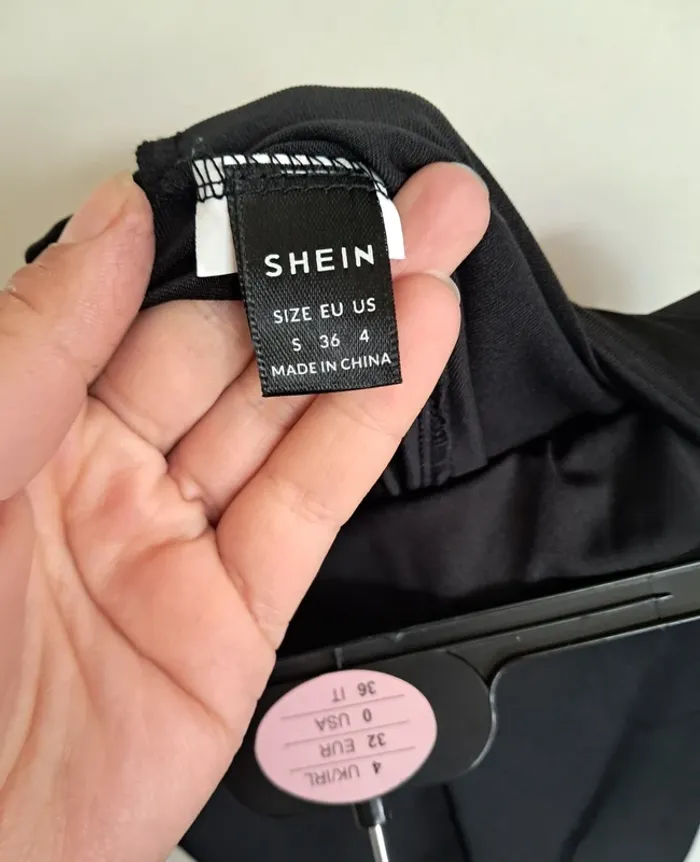 SHEIN
SIZE EU US
S 36 4
MADE IN CHINA
4 UK/IRL
32 EUR
0 USA
36 IT